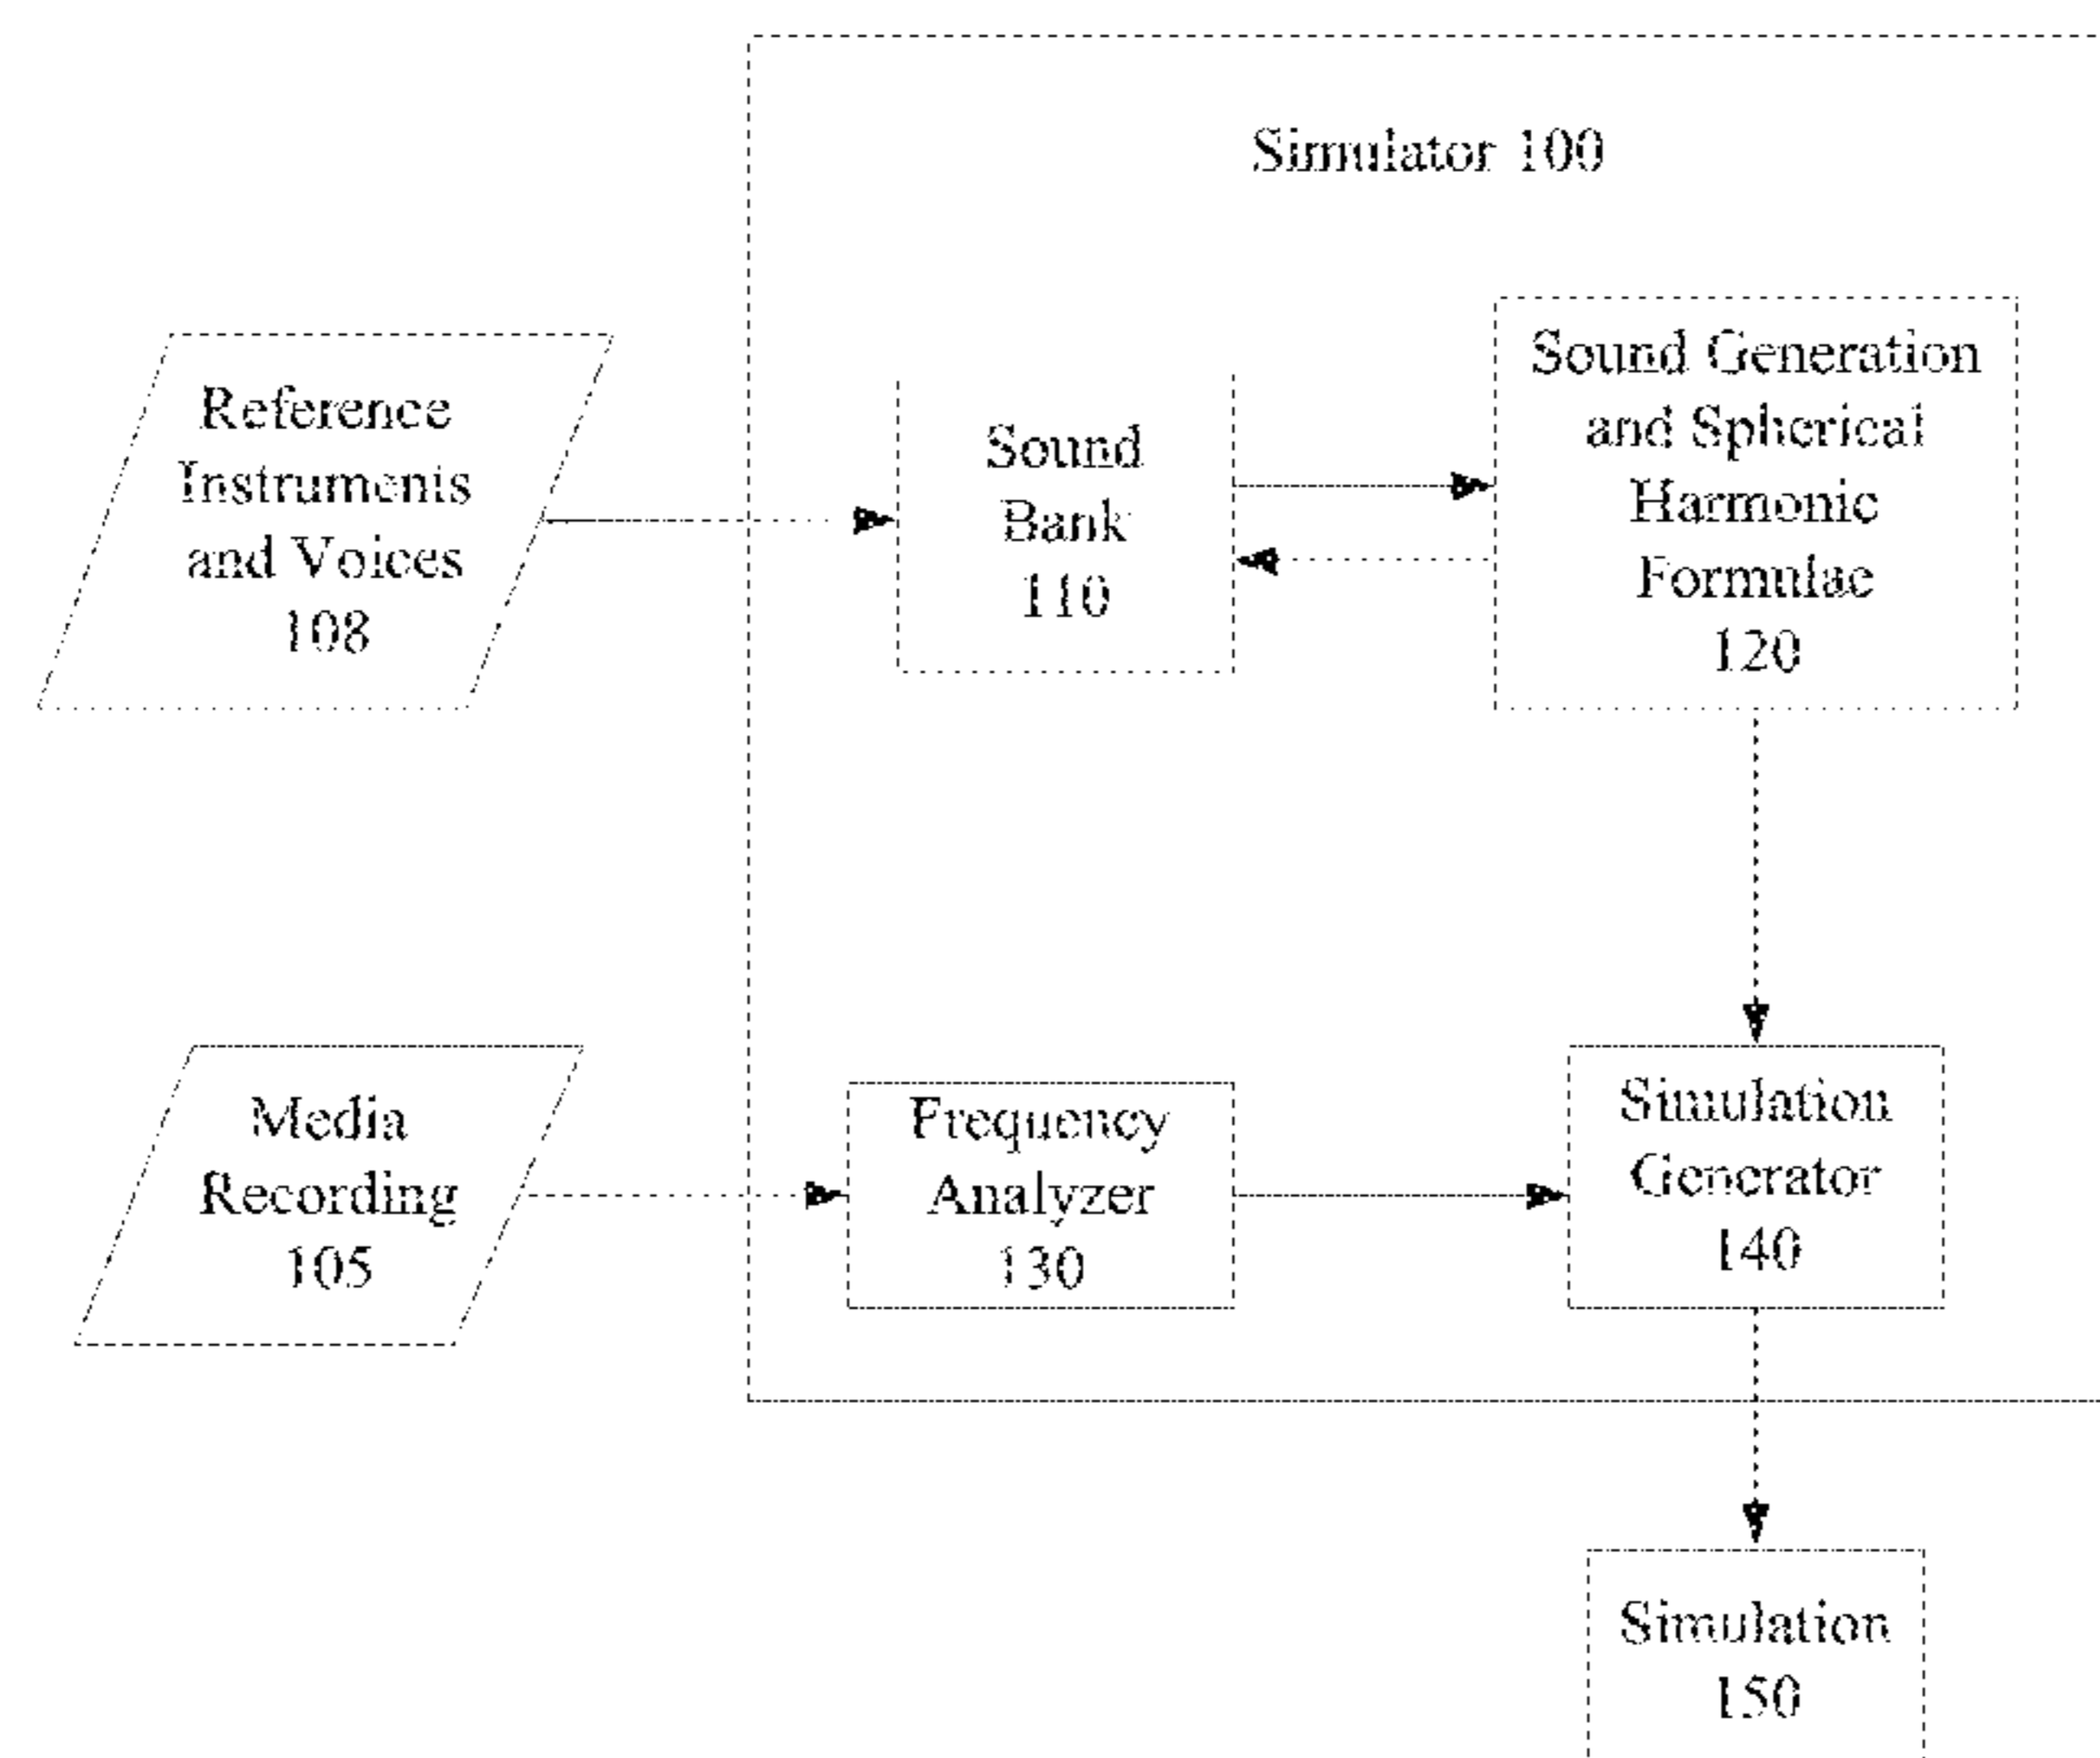 Simulator 100
Reference
Instruments
and Voices
108
Sound
Bank
110
Sound Generation
and Spherical
Harmonic
Formulae
120
Media
Recording
105
Frequency
Analyzer
130
Simulation
Generator
140
Simulation
150